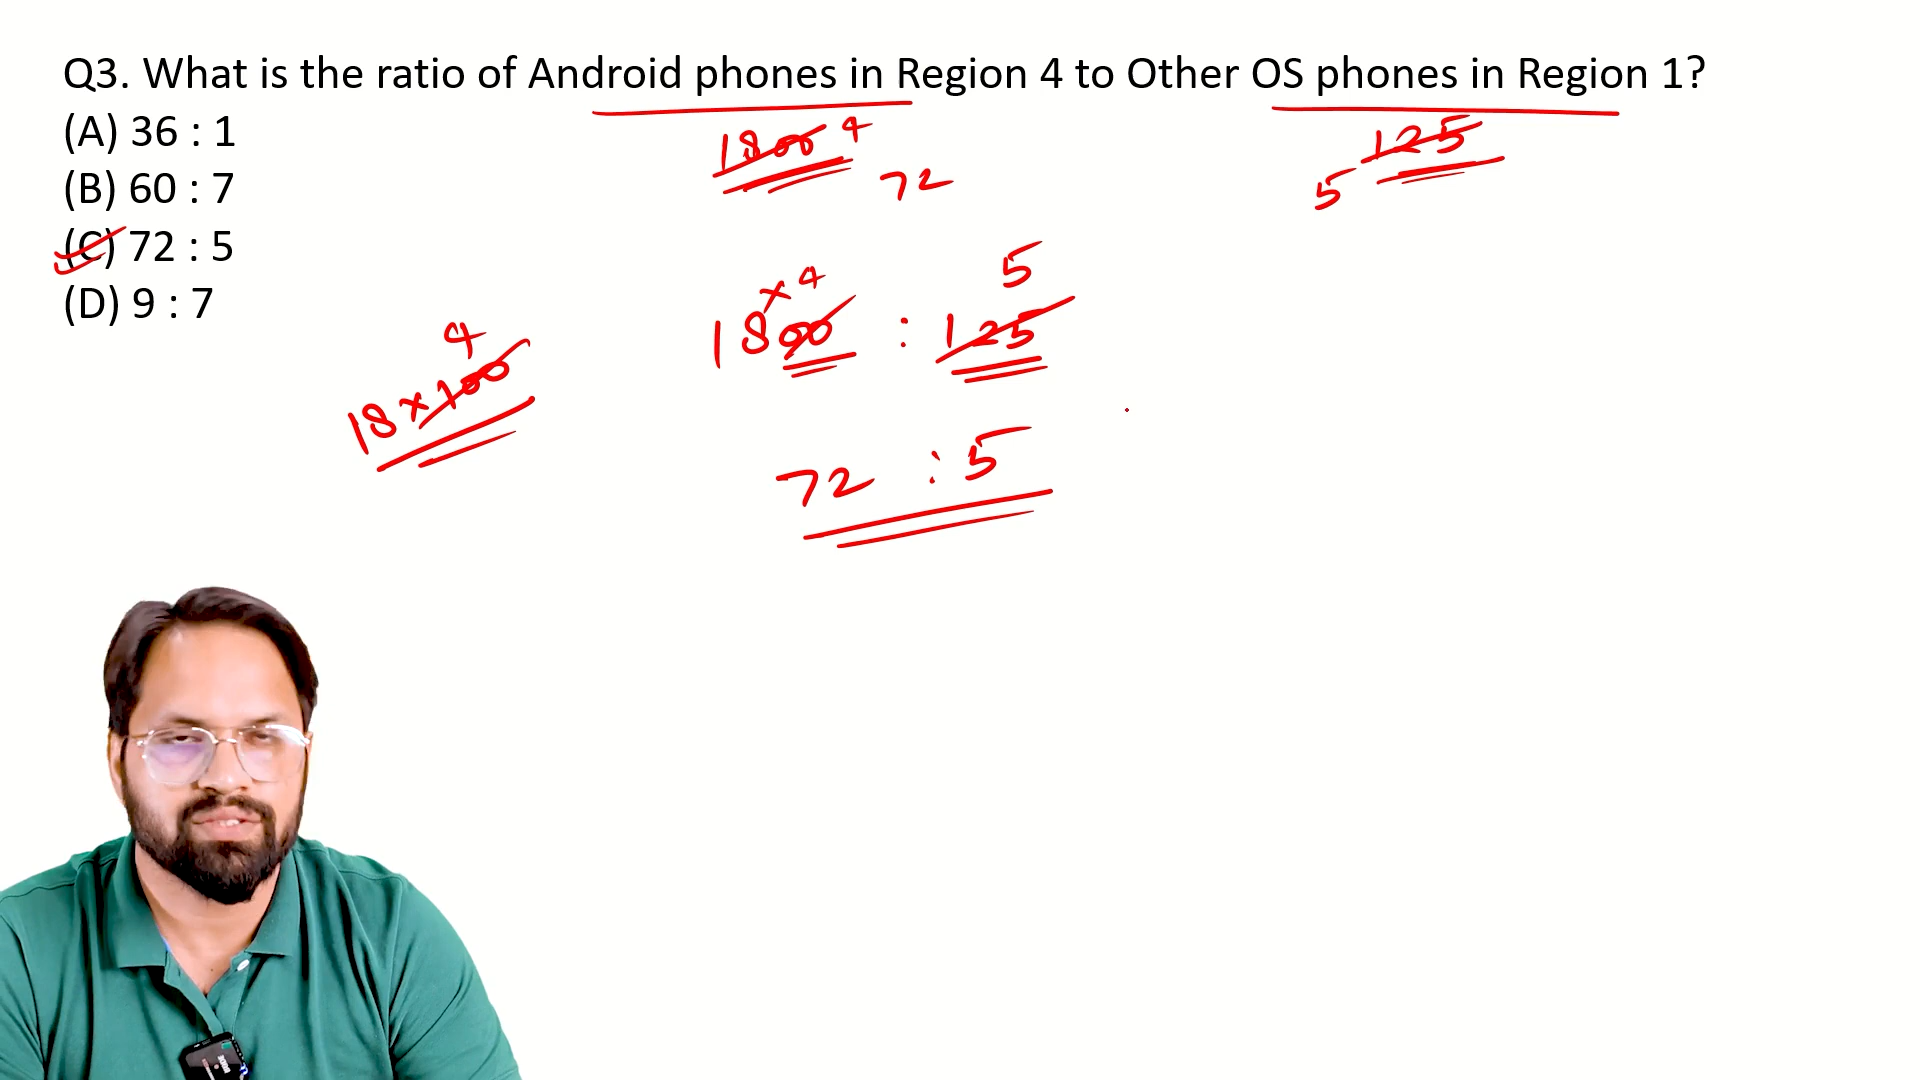 Q3. What is the ratio of Android phones in Region 4 to Other OS phones in Region 1?
(A) 36 : 1
(B) 60 : 7
(C) 72 : 5
(D) 9 : 7
1800 4
72
125
5
×4 5
1800 : 125
4
18×100
72 : 5